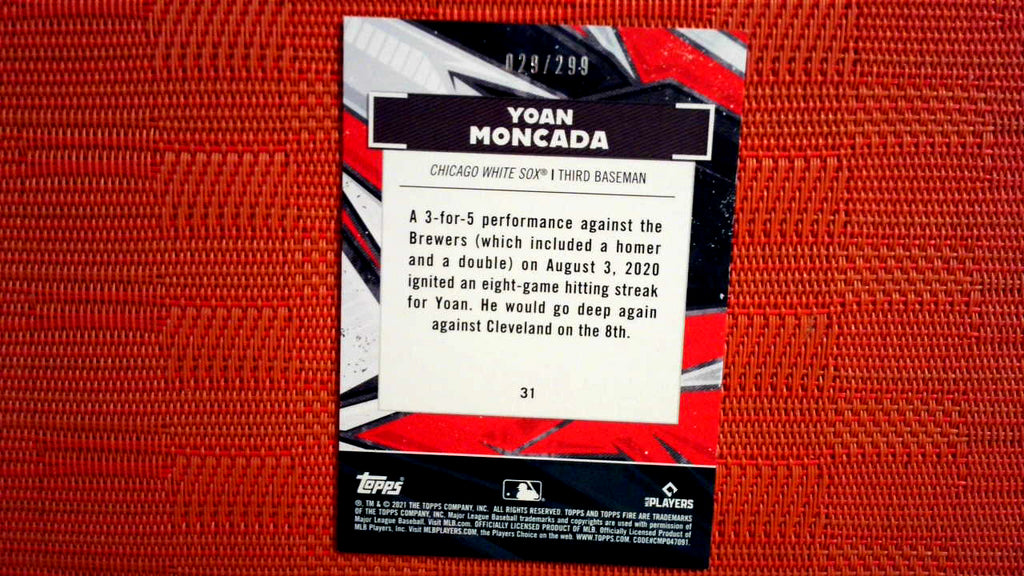 029/299
YOAN
MONCADA
CHICAGO WHITE SOX® | THIRD BASEMAN
A 3-for-5 performance against the
Brewers (which included a homer
and a double) on August 3, 2020
ignited an eight-game hitting streak
for Yoan. He would go deep again
against Cleveland on the 8th.
31
topps®
MLB PLAYERS
®, TM & © 2021 THE TOPPS COMPANY, INC. ALL RIGHTS RESERVED. TOPPS AND TOPPS FIRE ARE TRADEMARKS
OF THE TOPPS COMPANY, INC. Major League Baseball trademarks and copyrights are used with permission of
Major League Baseball. Visit MLB.com. OFFICIALLY LICENSED PRODUCT OF MLB. Officially Licensed Product of
MLB Players, Inc. Visit MLBPLAYERS.COM, the Players Choice on the web. WWW.TOPPS.COM. CODE#CMP047091.